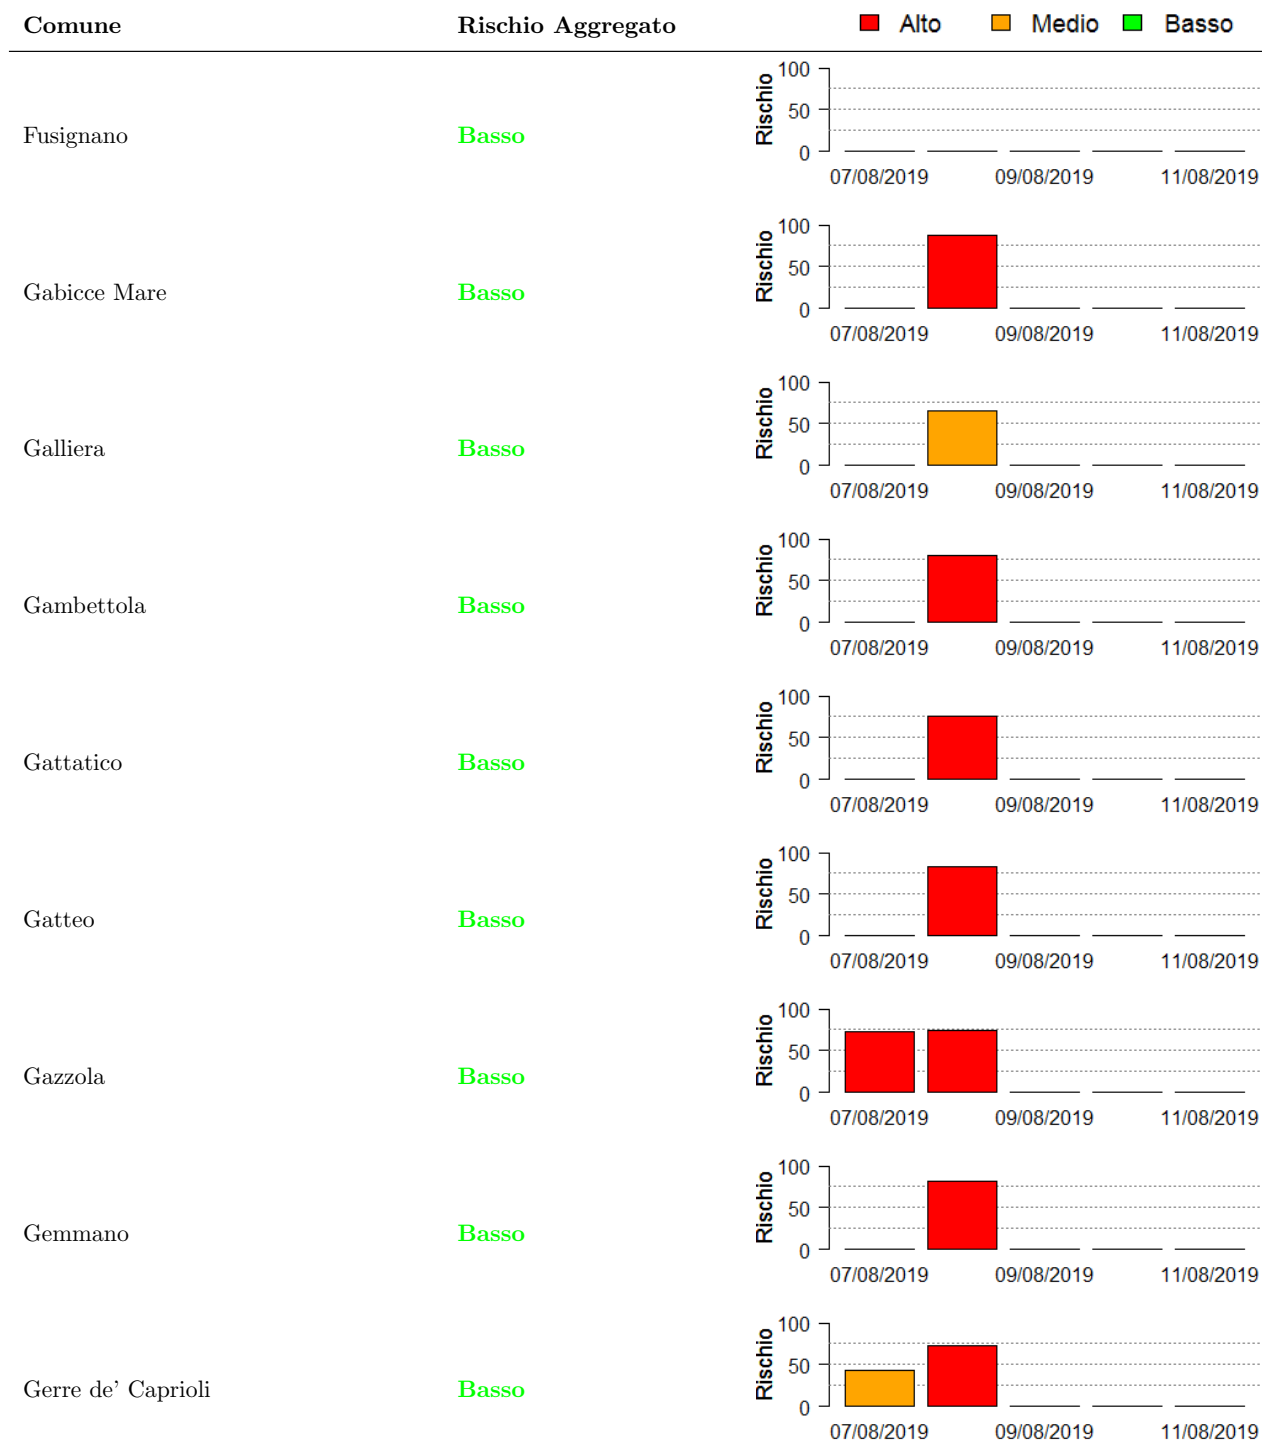 Comune Rischio Aggregato Alto Medio Basso
Fusignano Basso
Rischio
100
50
0
07/08/2019 09/08/2019 11/08/2019
Gabicce Mare Basso
Rischio
100
50
0
07/08/2019 09/08/2019 11/08/2019
Galliera Basso
Rischio
100
50
0
07/08/2019 09/08/2019 11/08/2019
Gambettola Basso
Rischio
100
50
0
07/08/2019 09/08/2019 11/08/2019
Gattatico Basso
Rischio
100
50
0
07/08/2019 09/08/2019 11/08/2019
Gatteo Basso
Rischio
100
50
0
07/08/2019 09/08/2019 11/08/2019
Gazzola Basso
Rischio
100
50
0
07/08/2019 09/08/2019 11/08/2019
Gemmano Basso
Rischio
100
50
0
07/08/2019 09/08/2019 11/08/2019
Gerre de' Caprioli Basso
Rischio
100
50
0
07/08/2019 09/08/2019 11/08/2019